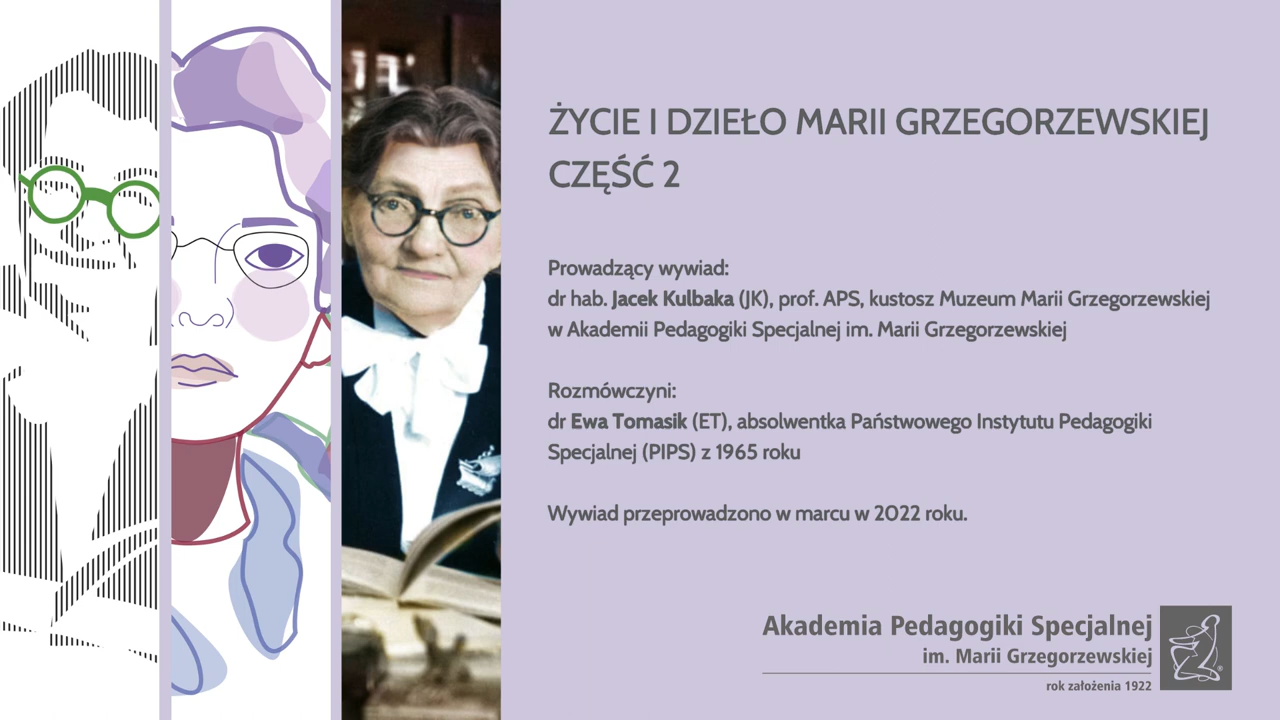 ŻYCIE I DZIEŁO MARII GRZEGORZEWSKIEJ
CZĘŚĆ 2
Prowadzący wywiad:
dr hab. Jacek Kulbaka (JK), prof. APS, kustosz Muzeum Marii Grzegorzewskiej
w Akademii Pedagogiki Specjalnej im. Marii Grzegorzewskiej
Rozmówczyni:
dr Ewa Tomasik (ET), absolwentka Państwowego Instytutu Pedagogiki
Specjalnej (PIPS) z 1965 roku
Wywiad przeprowadzono w marcu w 2022 roku.
Akademia Pedagogiki Specjalnej
im. Marii Grzegorzewskiej
rok założenia 1922
®